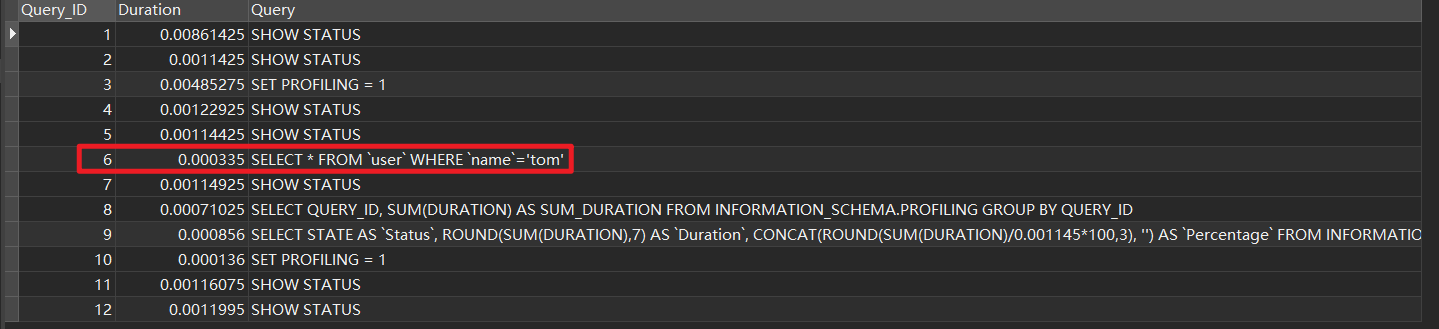 Query_ID Duration Query
1 0.00861425 SHOW STATUS
2 0.0011425 SHOW STATUS
3 0.00485275 SET PROFILING = 1
4 0.00122925 SHOW STATUS
5 0.00114425 SHOW STATUS
6 0.000335 SELECT * FROM `user` WHERE `name`='tom'
7 0.00114925 SHOW STATUS
8 0.00071025 SELECT QUERY_ID, SUM(DURATION) AS SUM_DURATION FROM INFORMATION_SCHEMA.PROFILING GROUP BY QUERY_ID
9 0.000856 SELECT STATE AS `Status`, ROUND(SUM(DURATION),7) AS `Duration`, CONCAT(ROUND(SUM(DURATION)/0.001145*100,3), '') AS `Percentage` FROM INFORMATIO
10 0.000136 SET PROFILING = 1
11 0.00116075 SHOW STATUS
12 0.0011995 SHOW STATUS